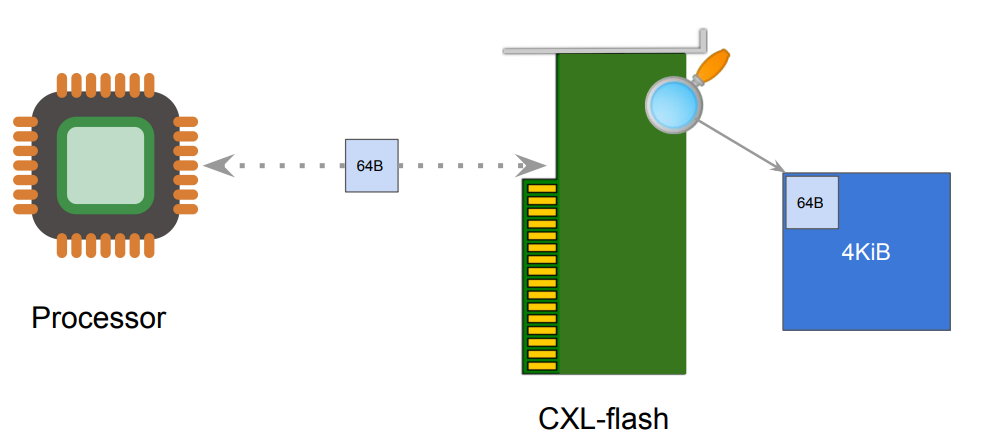 64B
64B
4KiB
Processor
CXL-flash